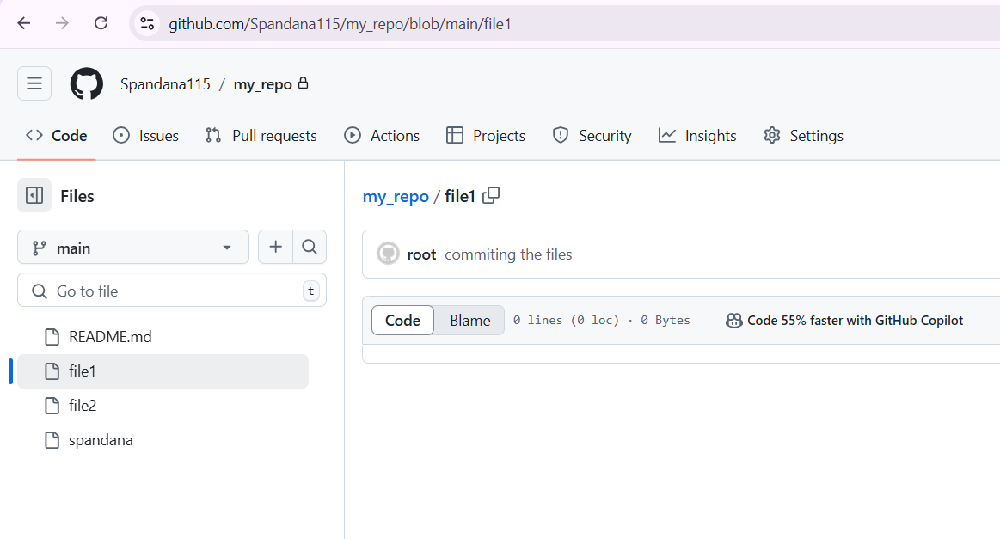 github.com/Spandana115/my_repo/blob/main/file1
Spandana115 / my_repo
Code Issues Pull requests Actions Projects Security Insights Settings
Files
main
Go to file t
README.md
file1
file2
spandana
my_repo / file1
root commiting the files
Code Blame 0 lines (0 loc) · 0 Bytes Code 55% faster with GitHub Copilot